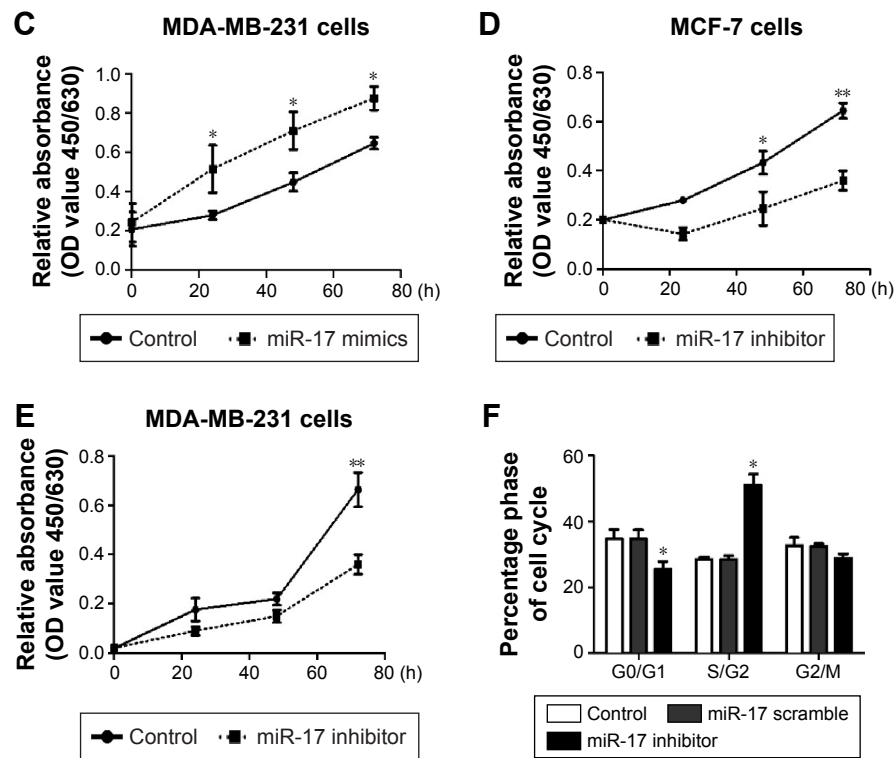 C
MDA-MB-231 cells
Relative absorbance
(OD value 450/630)
1.0
0.8
0.6
0.4
0.2
0.0
*
*
*
0
20
40
60
80 (h)
Control
miR-17 mimics
D
MCF-7 cells
Relative absorbance
(OD value 450/630)
0.8
0.6
0.4
0.2
0.0
*
**
0
20
40
60
80 (h)
Control
miR-17 inhibitor
E
MDA-MB-231 cells
Relative absorbance
(OD value 450/630)
0.8
0.6
0.4
0.2
0.0
**
0
20
40
60
80 (h)
Control
miR-17 inhibitor
F
Percentage phase
of cell cycle
60
40
20
0
*
*
G0/G1
S/G2
G2/M
Control
miR-17 scramble
miR-17 inhibitor